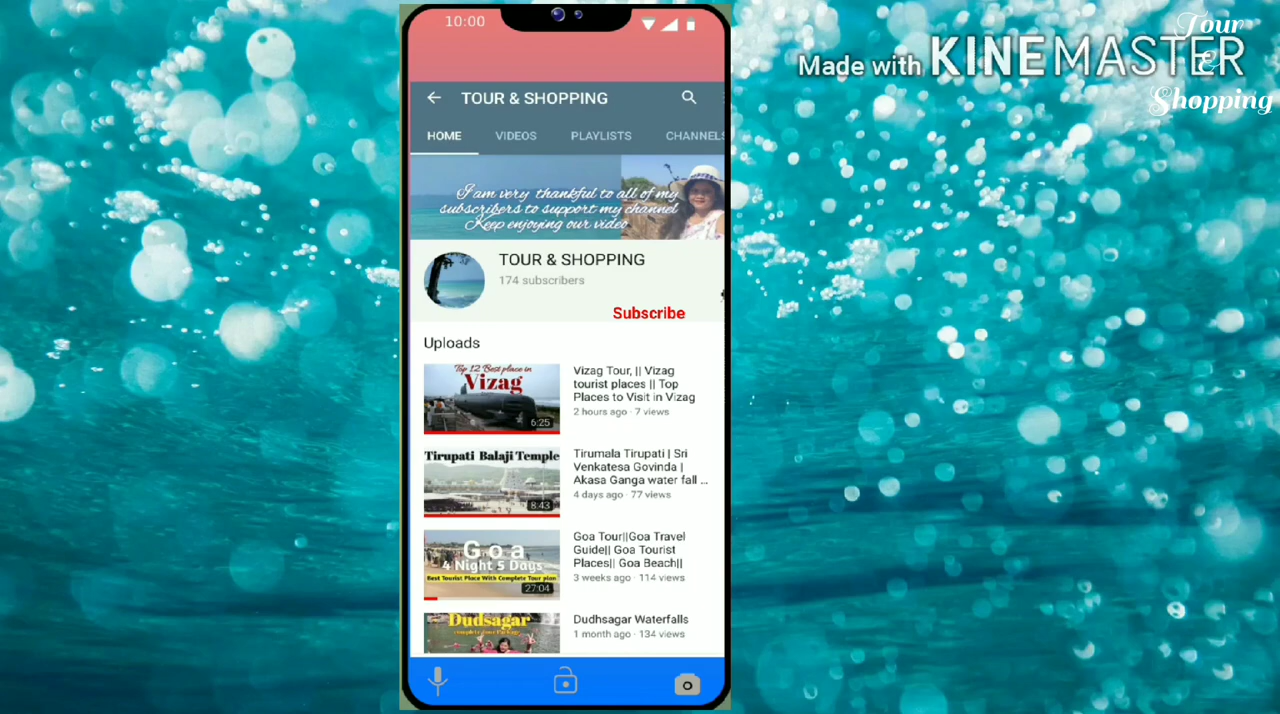 10:00
Made with KINEMASTER
Tour
&
Shopping
TOUR & SHOPPING
HOME VIDEOS PLAYLISTS CHANNELS
I am very thankful to all of my
subscribers to support my channel
Keep enjoying our video
TOUR & SHOPPING
174 subscribers
Subscribe
Uploads
Top 12 Best place in
Vizag
6:25
Vizag Tour, || Vizag
tourist places || Top
Places to Visit in Vizag
2 hours ago · 7 views
Tirupati Balaji Temple
8:43
Tirumala Tirupati | Sri
Venkatesa Govinda |
Akasa Ganga water fall ...
4 days ago · 77 views
Goa
4 Night 5 Days
Best Tourist Place With Complete Tour plan
27:04
Goa Tour||Goa Travel
Guide|| Goa Tourist
Places|| Goa Beach||
3 weeks ago · 114 views
Dudsagar
complete Tour Package
Dudhsagar Waterfalls
1 month ago · 134 views